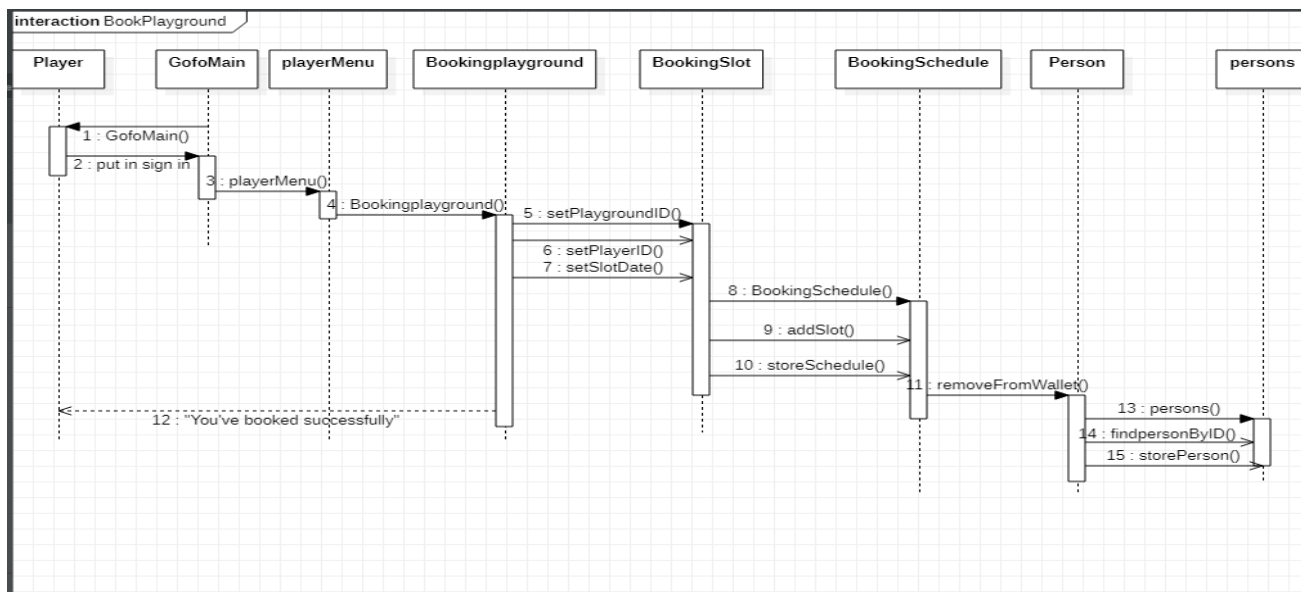 interaction BookPlayground
Player
GofoMain
playerMenu
Bookingplayground
BookingSlot
BookingSchedule
Person
persons
1 : GofoMain()
2 : put in sign in
3 : playerMenu()
4 : Bookingplayground()
5 : setPlaygroundID()
6 : setPlayerID()
7 : setSlotDate()
8 : BookingSchedule()
9 : addSlot()
10 : storeSchedule()
11 : removeFromWallet()
12 : "You've booked successfully"
13 : persons()
14 : findpersonByID()
15 : storePerson()